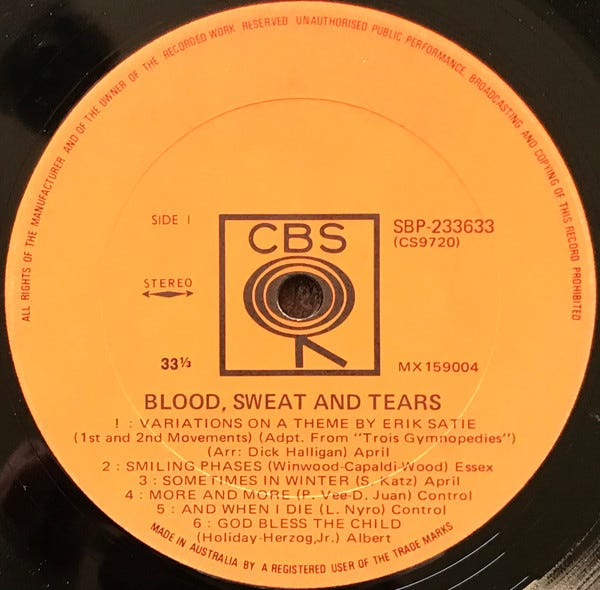 ALL RIGHTS OF THE MANUFACTURER AND OF THE OWNER OF THE RECORDED WORK RESERVED UNAUTHORISED PUBLIC PERFORMANCE BROADCASTING AND COPYING OF THIS RECORD PROHIBITED
SIDE I
CBS
SBP-233633
(CS9720)
STEREO
33⅓
MX159004
BLOOD, SWEAT AND TEARS
! : VARIATIONS ON A THEME BY ERIK SATIE
(1st and 2nd Movements) (Adpt. From "Trois Gymnopedies")
(Arr: Dick Halligan) April
2 : SMILING PHASES (Winwood-Capaldi-Wood) Essex
3 : SOMETIMES IN WINTER (S. Katz) April
4 : MORE AND MORE (P. Vee-D. Juan) Control
5 : AND WHEN I DIE (L. Nyro) Control
6 : GOD BLESS THE CHILD
(Holiday-Herzog,Jr.) Albert
MADE IN AUSTRALIA BY A REGISTERED USER OF THE TRADE MARKS